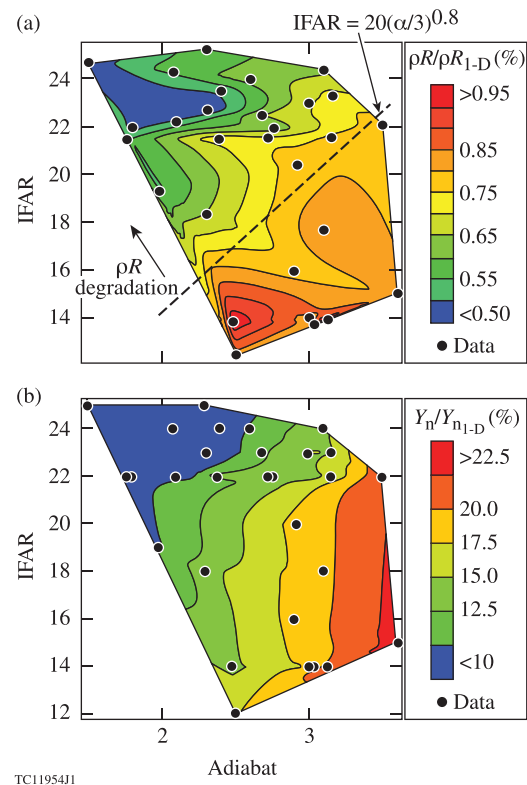 (a)
IFAR = 20(α/3)^0.8
ρR/ρR1-D (%)
>0.95
0.85
0.75
0.65
0.55
<0.50
Data
24
22
20
18
16
14
IFAR
ρR
degradation
(b)
Yn/Yn1-D (%)
>22.5
20.0
17.5
15.0
12.5
<10
Data
24
22
20
18
16
14
12
IFAR
2
3
Adiabat
TC11954J1